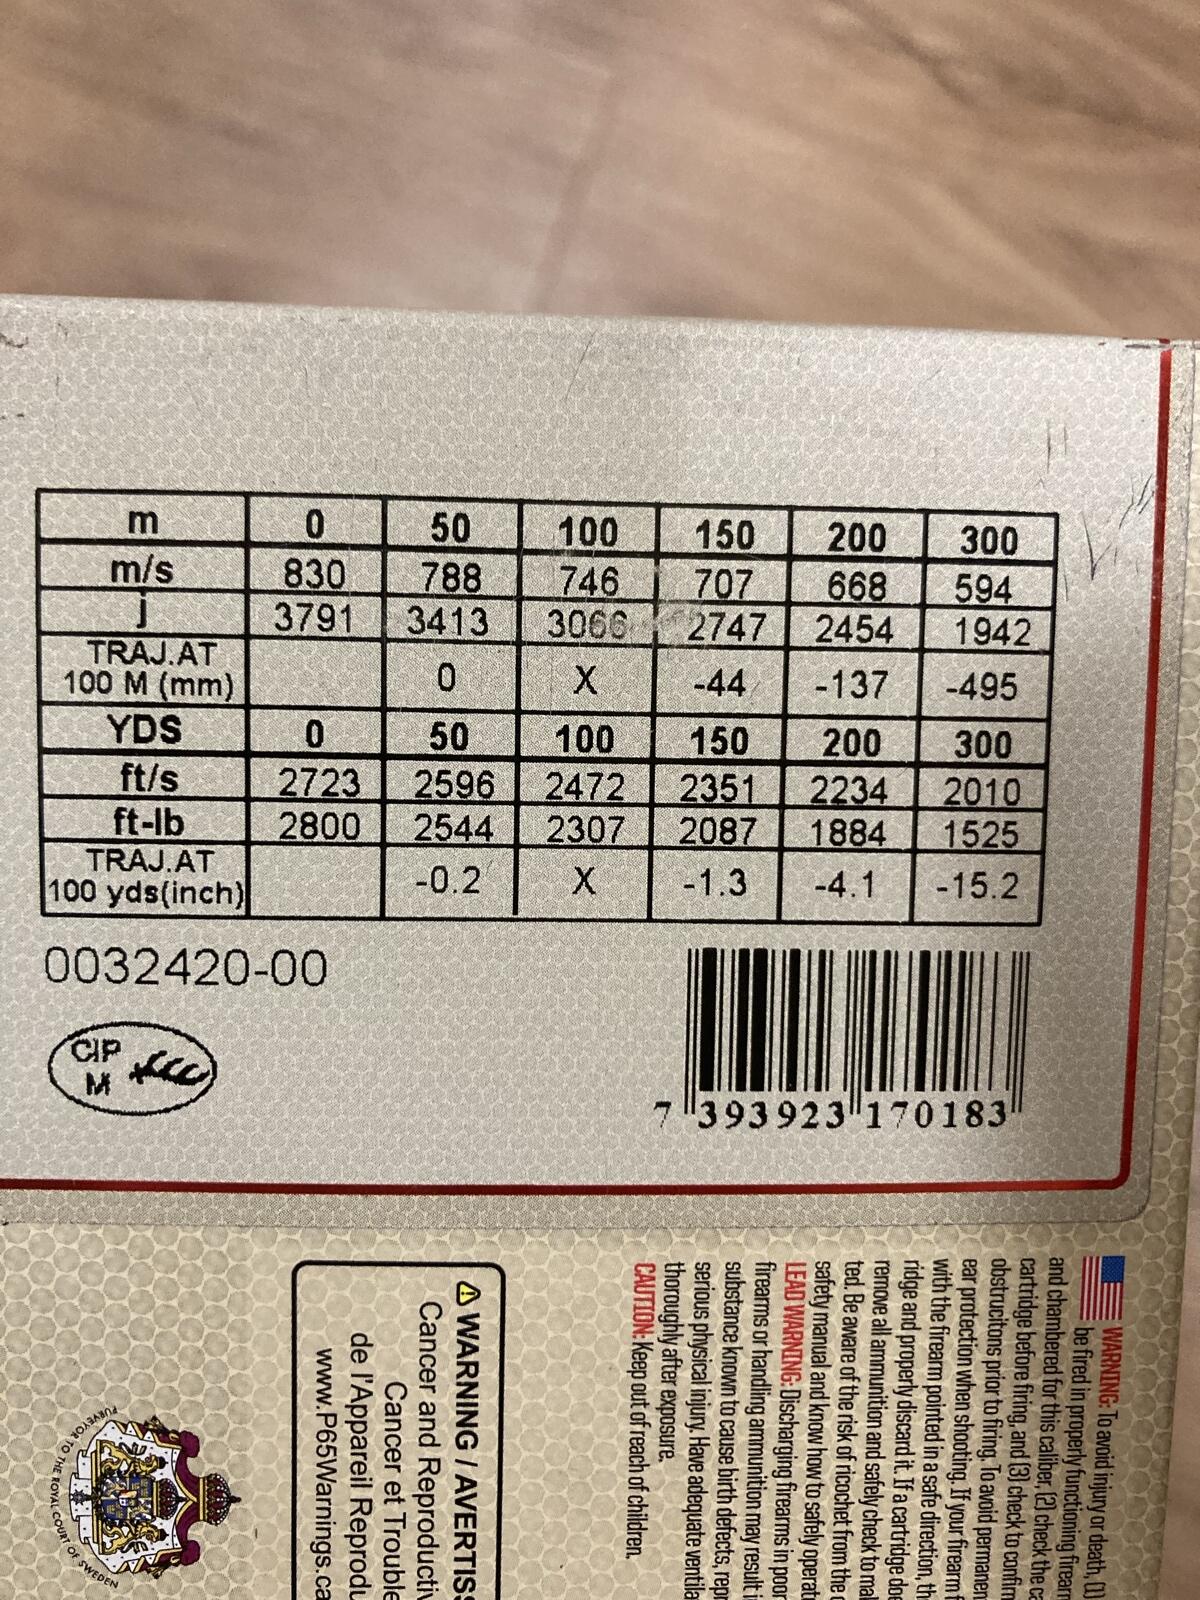 m 0 50 100 150 200 300
m/s 830 788 746 707 668 594
j 3791 3413 3066 2747 2454 1942
TRAJ.AT
100 M (mm) 0 X -44 -137 -495
YDS 0 50 100 150 200 300
ft/s 2723 2596 2472 2351 2234 2010
ft-lb 2800 2544 2307 2087 1884 1525
TRAJ.AT
100 yds(inch) -0.2 X -1.3 -4.1 -15.2
0032420-00
CIP
M
7 393923 170183
WARNING: To avoid injury or death, (1)
be fired in properly functioning firearm
and chambered for this caliber, (2) check the
cartridge before firing, and (3) check to confirm
obstrucitons prior to firing. To avoid permanen
ear protection when shooting. If your firearm
with the firearm pointed in a safe direction,
ridge and properly discard it. If a cartridge
remove all ammunition and safely check to
ted. Be aware of the risk of ricochet from the
safety manual and know how to safely operat
LEAD WARNING: Discharging firearms in poor
firearms or handling ammunition may result
substance known to cause birth defects,
serious physical injury. Have adequate ventila
thoroughly after exposure.
CAUTION: Keep out of reach of children.
WARNING / AVERTIS
Cancer and Reproductiv
Cancer et Trouble
de l'Appareil Reprodu
www.P65Warnings.ca
PURVEYOR TO THE ROYAL COURT OF SWEDEN